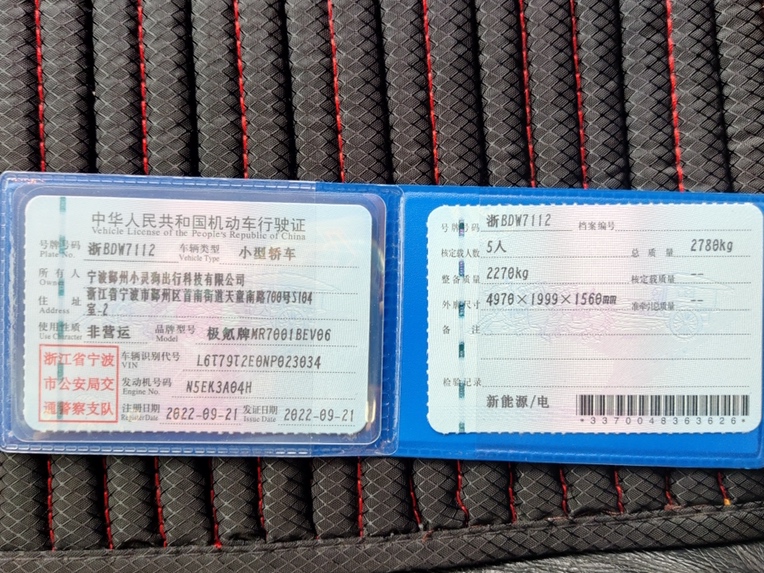 中华人民共和国机动车行驶证
Vehicle License of the People's Republic of China
号牌号码 浙BDW7112 车辆类型 小型轿车
Plate No. Vehicle Type
所有人 宁波鄞州小灵狗出行科技有限公司
Owner
住址 浙江省宁波市鄞州区首南街道天童南路700号5104
Address 室-2
使用性质 非营运 品牌型号 极氪牌MR7001BEV06
Use Character Model
浙江省宁波
市公安局交
通警察支队
车辆识别代号 L6T79T2E0NP023034
VIN
发动机号码 N5EK3A04H
Engine No.
注册日期 2022-09-21 发证日期 2022-09-21
Register Date Issue Date
号牌号码 浙BDW7112 档案编号
核定载人数 5人 总质量 2780kg
整备质量 2270kg 核定载质量 --
外廓尺寸 4970×1999×1560mm 准牵引总质量 --
备注
检验记录
新能源/电
*3370048363626*